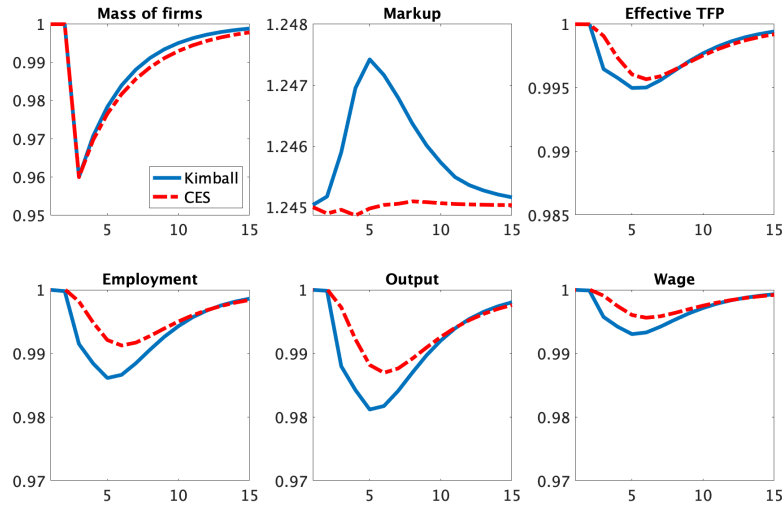 Mass of firms
1
0.99
0.98
0.97
0.96
0.95
5 10 15
Kimball
CES
Markup
1.248
1.247
1.246
1.245
5 10 15
Effective TFP
1
0.995
0.99
0.985
5 10 15
Employment
1
0.99
0.98
0.97
5 10 15
Output
1
0.99
0.98
0.97
5 10 15
Wage
1
0.99
0.98
0.97
5 10 15